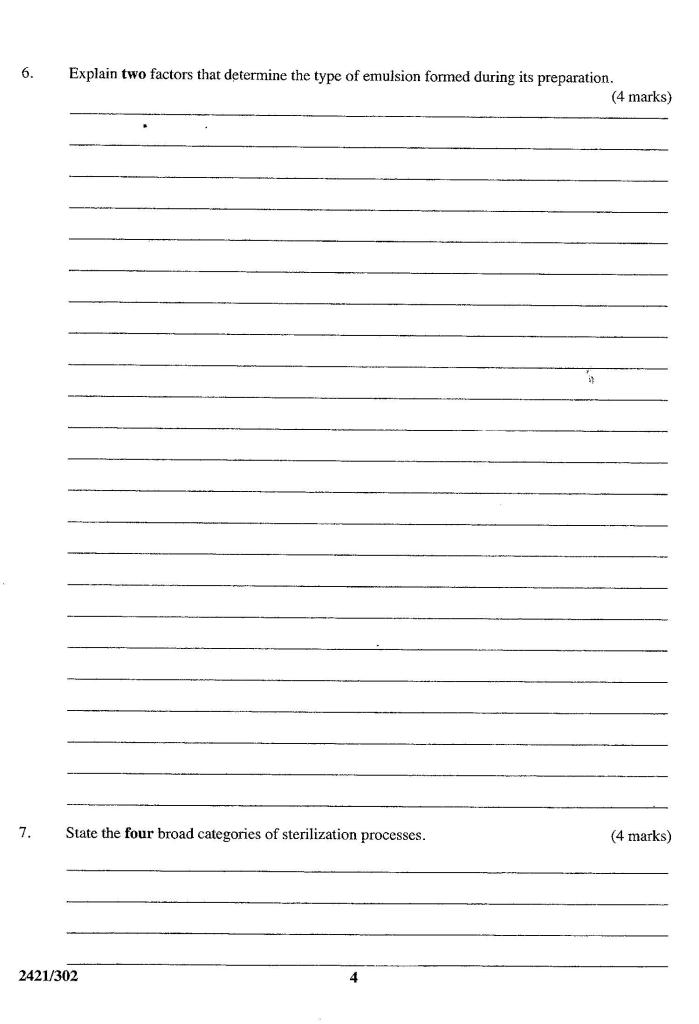 6. Explain two factors that determine the type of emulsion formed during its preparation.
(4 marks)
7. State the four broad categories of sterilization processes. (4 marks)
2421/302 4